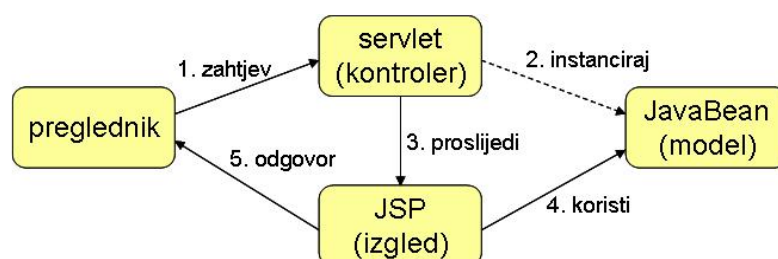 servlet
(kontroler)
1. zahtjev
2. instanciraj
preglednik
JavaBean
(model)
3. proslijedi
5. odgovor
JSP
(izgled)
4. koristi